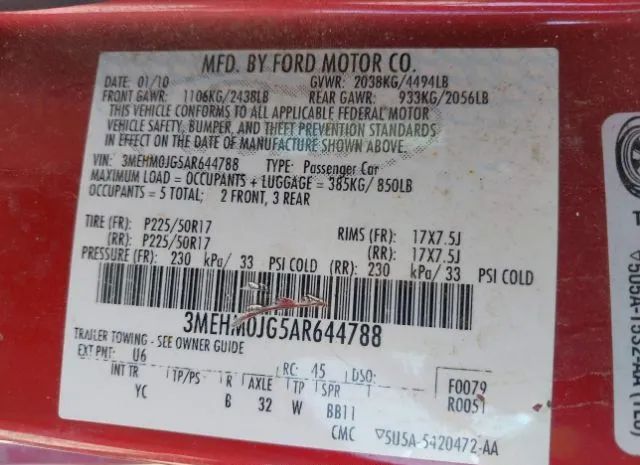 MFD. BY FORD MOTOR CO.
DATE: 01/10 GVWR: 2038KG/4494LB
FRONT GAWR: 1106KG/2438LB REAR GAWR: 933KG/2056LB
THIS VEHICLE CONFORMS TO ALL APPLICABLE FEDERAL MOTOR
VEHICLE SAFETY, BUMPER, AND THEFT PREVENTION STANDARDS
IN EFFECT ON THE DATE OF MANUFACTURE SHOWN ABOVE.
VIN: 3MEHM0JG5AR644788 TYPE: Passenger Car
MAXIMUM LOAD = OCCUPANTS + LUGGAGE = 385KG/850LB
OCCUPANTS = 5 TOTAL; 2 FRONT, 3 REAR
TIRE (FR): P225/50R17 RIMS (FR): 17X7.5J
(RR): P225/50R17 (RR): 17X7.5J
PRESSURE (FR): 230 kPa/ 33 PSI COLD (RR): 230 kPa/ 33 PSI COLD
3MEHM0JG5AR644788
TRAILER TOWING - SEE OWNER GUIDE
EXT PNT: U6 RC: 45 DSO:
INT TR TP/PS R AXLE TP SPR F0079
YC B 32 W BB11 R0051
CMC ▽5U5A-5420472-AA